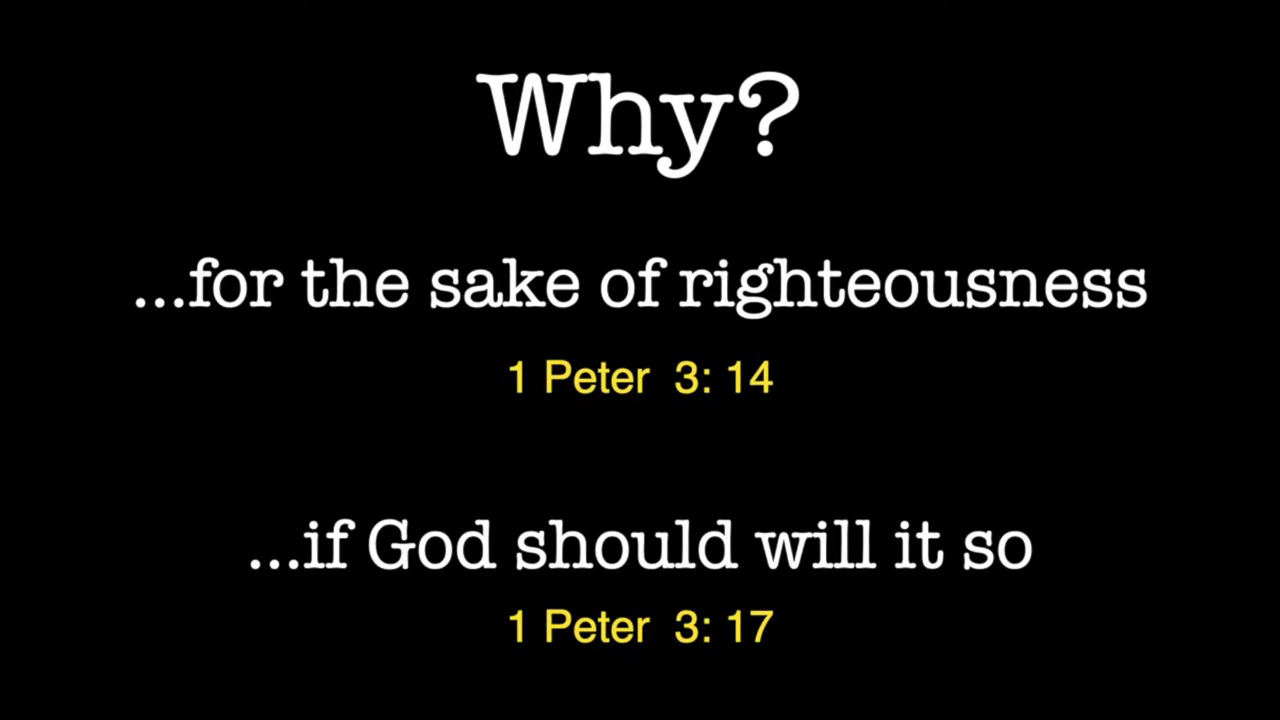 Why?
...for the sake of righteousness
1 Peter  3: 14
...if God should will it so
1 Peter  3: 17